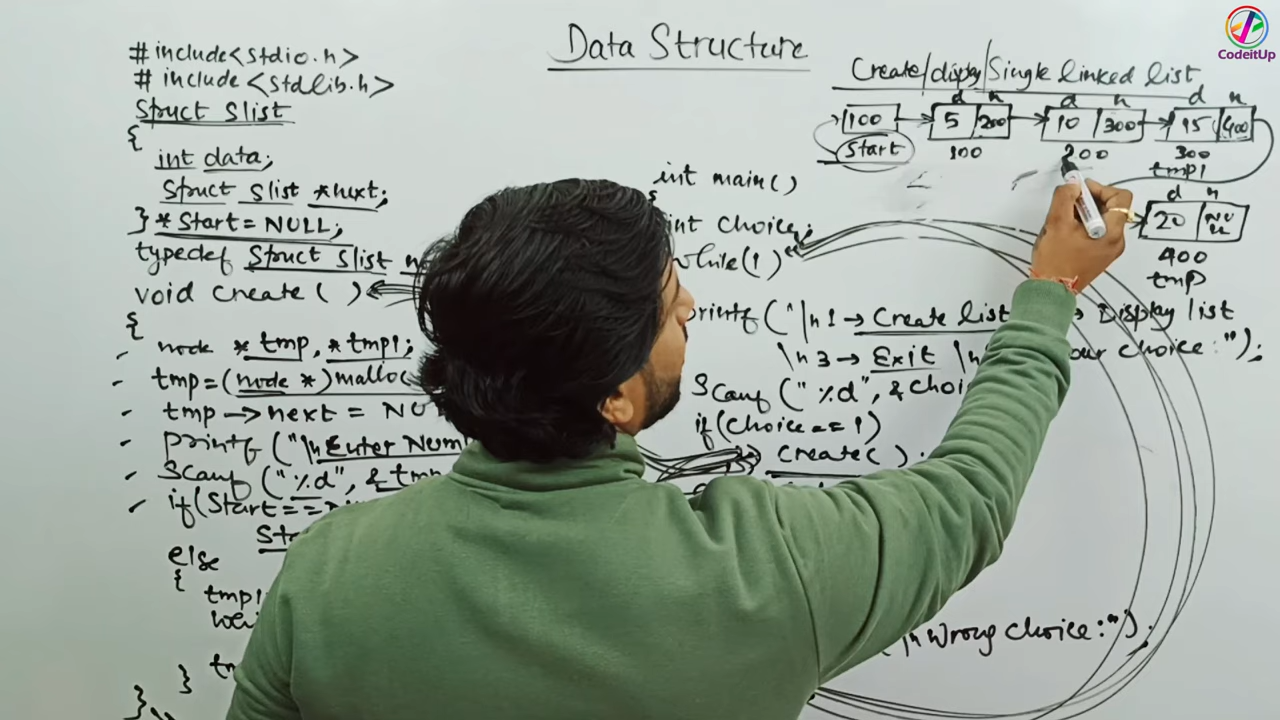 Data Structure
CodeitUp
#include<stdio.h>
#include<stdlib.h>
Struct Slist
{
int data;
Struct Slist *next;
} *Start=NULL;
typedef Struct Slist
void create ( )
{
node *tmp, *tmp1;
tmp=(node *)malloc
tmp→next = NU
printf("\n Enter Num
Scanf ("%d", &tmp
if(Start==
else
{
tmp1
}
}
Create/display/Single linked list
d n d n d n
100 5 200 10 300 15 400
Start 100 200 300
tmp1
d n
20 NULL
400
tmp
int main()
int choice;
while(1)
printf("\n1→Create list Display list
\n 3→Exit \n our choice:");
Scanf ("%d", &choi
if(choice==1)
create( )
\n Wrong choice:");